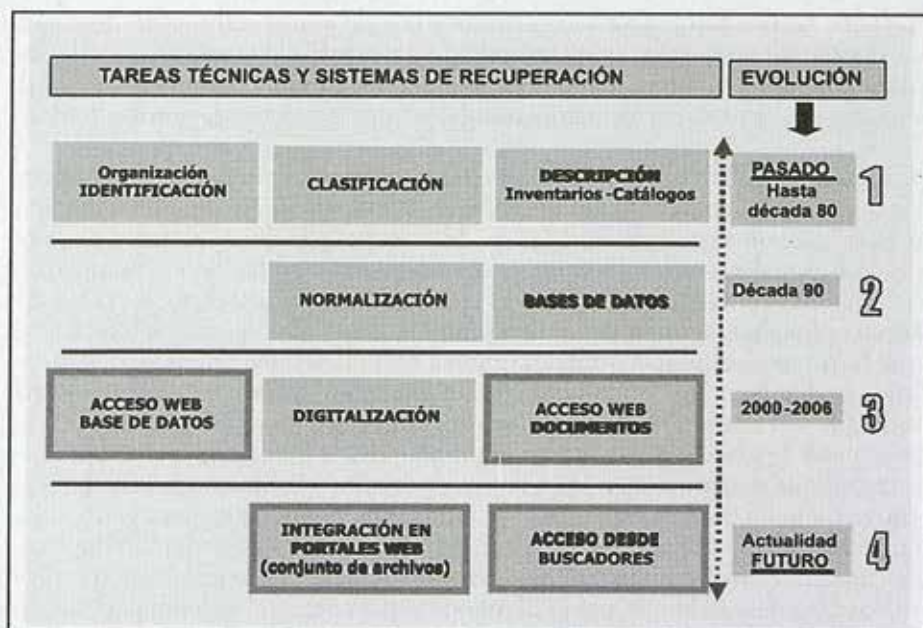 TAREAS TÉCNICAS Y SISTEMAS DE RECUPERACIÓN
EVOLUCIÓN
Organización
IDENTIFICACIÓN
CLASIFICACIÓN
DESCRIPCIÓN
Inventarios -Catálogos
PASADO
Hasta
década 80
1
NORMALIZACIÓN
BASES DE DATOS
Década 90
2
ACCESO WEB
BASE DE DATOS
DIGITALIZACIÓN
ACCESO WEB
DOCUMENTOS
2000-2006
3
INTEGRACIÓN EN
PORTALES WEB
(conjunto de archivos)
ACCESO DESDE
BUSCADORES
Actualidad
FUTURO
4